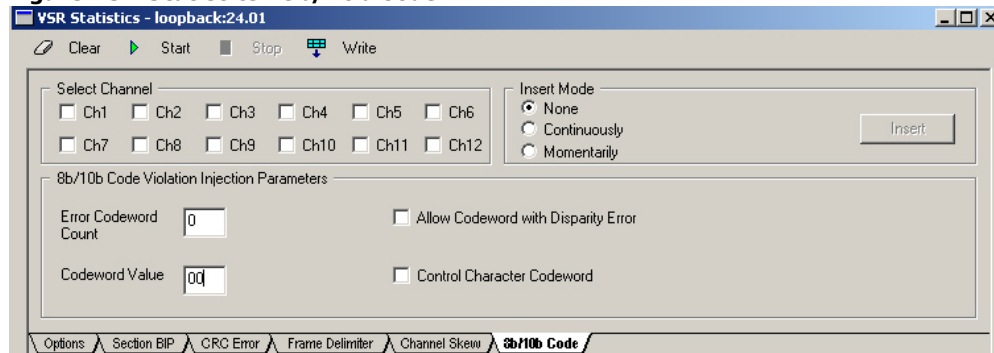 VSR Statistics - loopback:24.01
Clear Start Stop Write
Select Channel
Ch1 Ch2 Ch3 Ch4 Ch5 Ch6
Ch7 Ch8 Ch9 Ch10 Ch11 Ch12
Insert Mode
None
Continuously
Momentarily
Insert
8b/10b Code Violation Injection Parameters
Error Codeword
Count
0
Allow Codeword with Disparity Error
Codeword Value
00
Control Character Codeword
Options Section BIP CRC Error Frame Delimiter Channel Skew 8b/10b Code